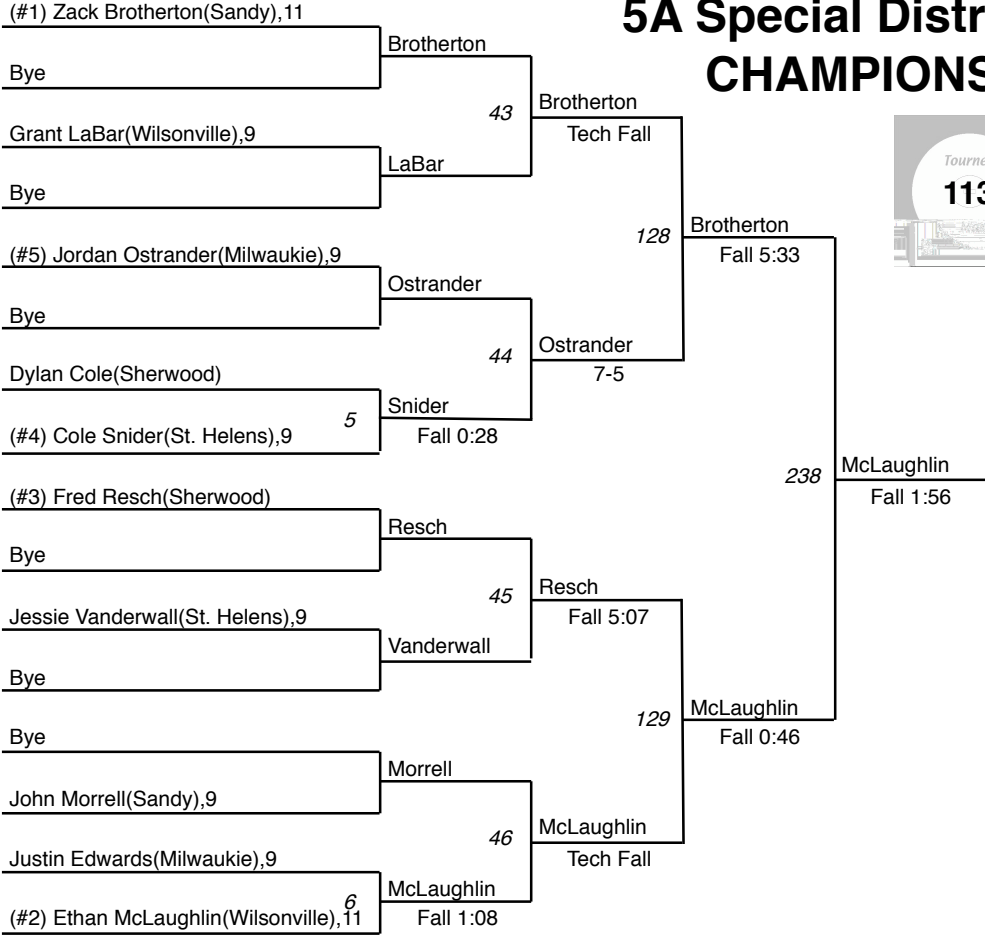 5A Special Distr
CHAMPIONS
Tourne
113
(#1) Zack Brotherton(Sandy),11
Brotherton
Bye
43
Brotherton
Tech Fall
Grant LaBar(Wilsonville),9
LaBar
Bye
128
Brotherton
Fall 5:33
(#5) Jordan Ostrander(Milwaukie),9
Ostrander
Bye
44
Ostrander
7-5
Dylan Cole(Sherwood)
5
Snider
Fall 0:28
(#4) Cole Snider(St. Helens),9
238
McLaughlin
Fall 1:56
(#3) Fred Resch(Sherwood)
Resch
Bye
45
Resch
Fall 5:07
Jessie Vanderwall(St. Helens),9
Vanderwall
Bye
129
McLaughlin
Fall 0:46
Bye
Morrell
John Morrell(Sandy),9
46
McLaughlin
Tech Fall
Justin Edwards(Milwaukie),9
6
McLaughlin
Fall 1:08
(#2) Ethan McLaughlin(Wilsonville),11